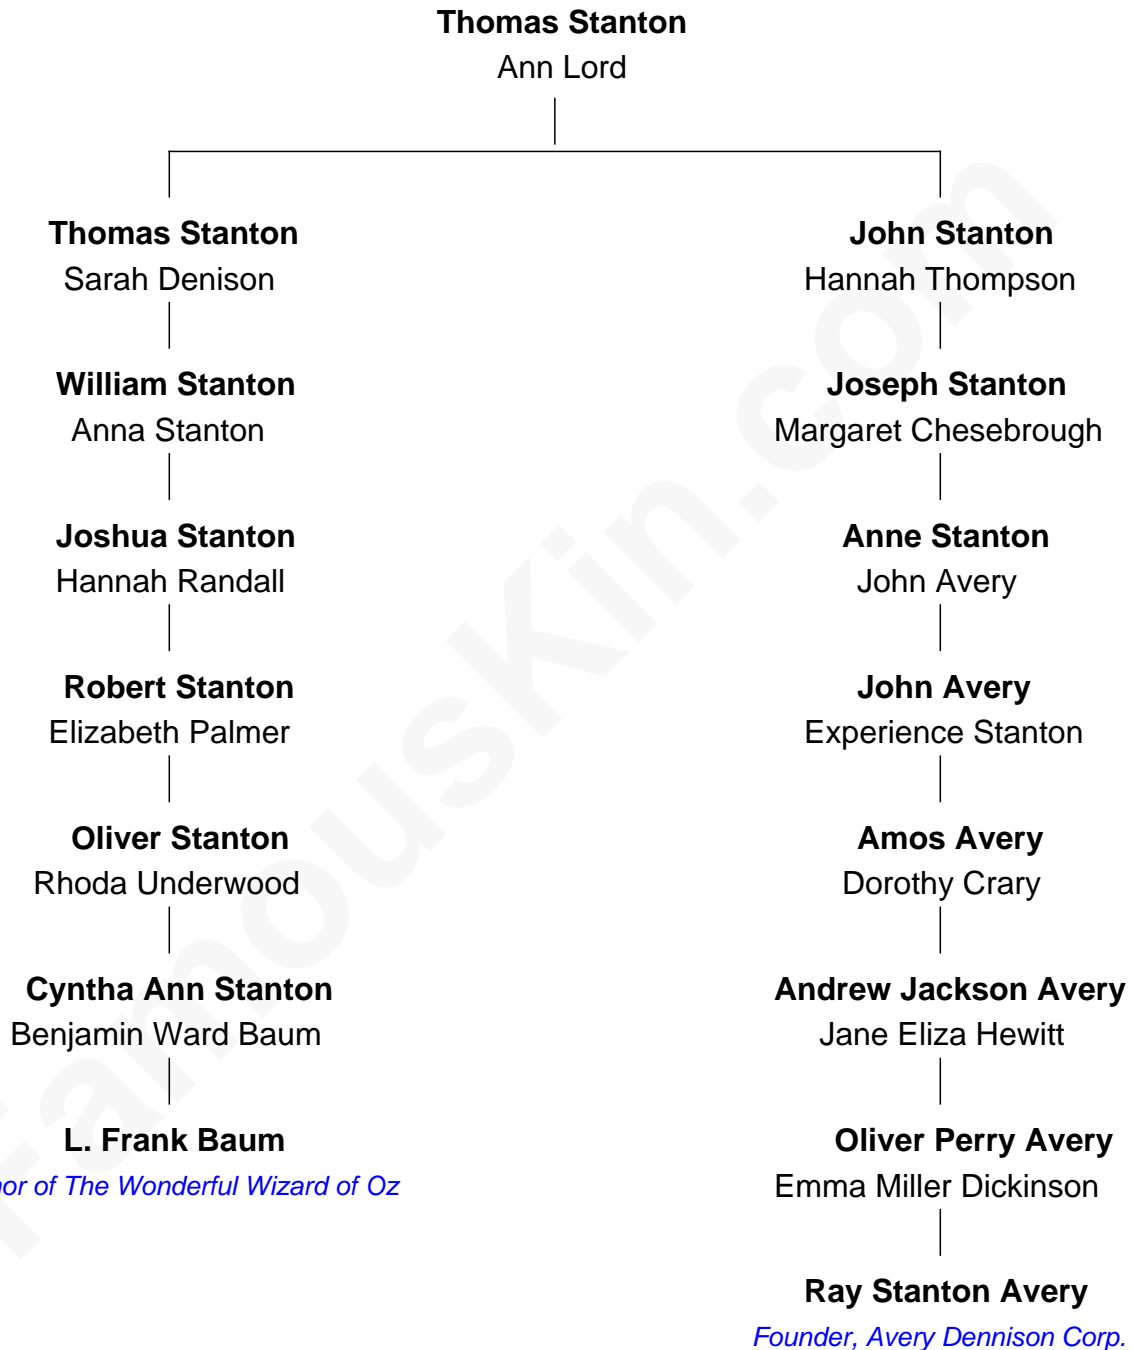 Thomas Stanton
Ann Lord
Thomas Stanton
Sarah Denison
John Stanton
Hannah Thompson
William Stanton
Anna Stanton
Joseph Stanton
Margaret Chesebrough
Joshua Stanton
Hannah Randall
Anne Stanton
John Avery
Robert Stanton
Elizabeth Palmer
John Avery
Experience Stanton
Oliver Stanton
Rhoda Underwood
Amos Avery
Dorothy Crary
Cyntha Ann Stanton
Benjamin Ward Baum
Andrew Jackson Avery
Jane Eliza Hewitt
L. Frank Baum
of The Wonderful Wizard of Oz
Oliver Perry Avery
Emma Miller Dickinson
Ray Stanton Avery
Founder, Avery Dennison Corp.
FamousKin.com